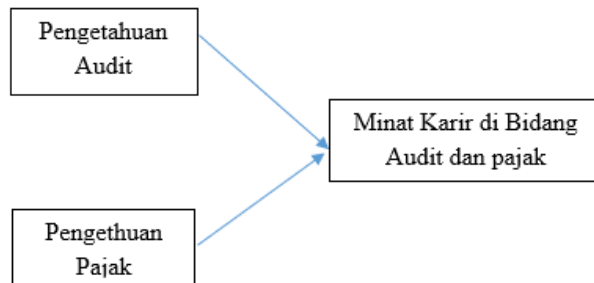 Pengetahuan
Audit
Minat Karir di Bidang
Audit dan pajak
Pengethuan
Pajak